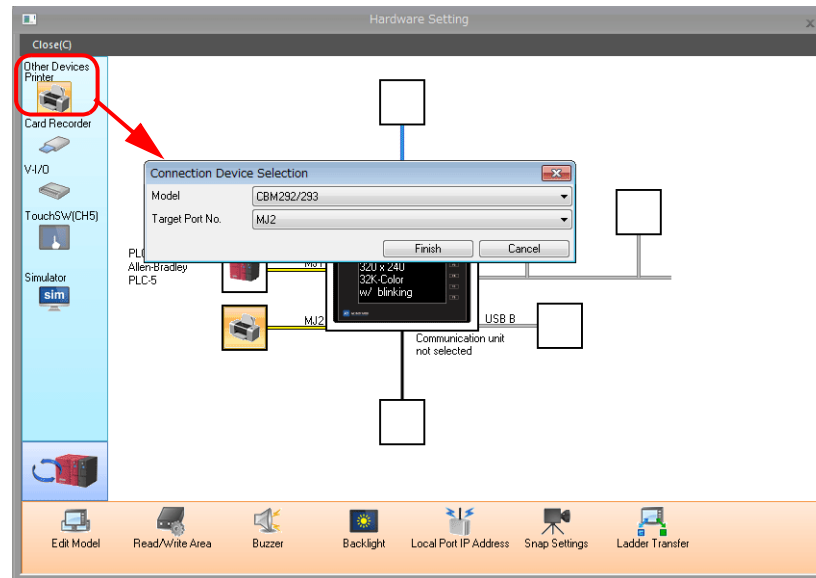 Hardware Setting
x
Close(C)
Other Devices
Printer
Card Recorder
V-I/O
TouchSW(CH5)
Simulator
sim
Connection Device Selection
Model
CBM292/293
Target Port No.
MJ2
Finish
Cancel
Allen-Bradley
PLC-5
MJ1
320 x 240
32K-Color
w/ blinking
MJ2
USB B
Communication unit
not selected
Edit Model
Read/Write Area
Buzzer
Backlight
Local Port IP Address
Snap Settings
Ladder Transfer